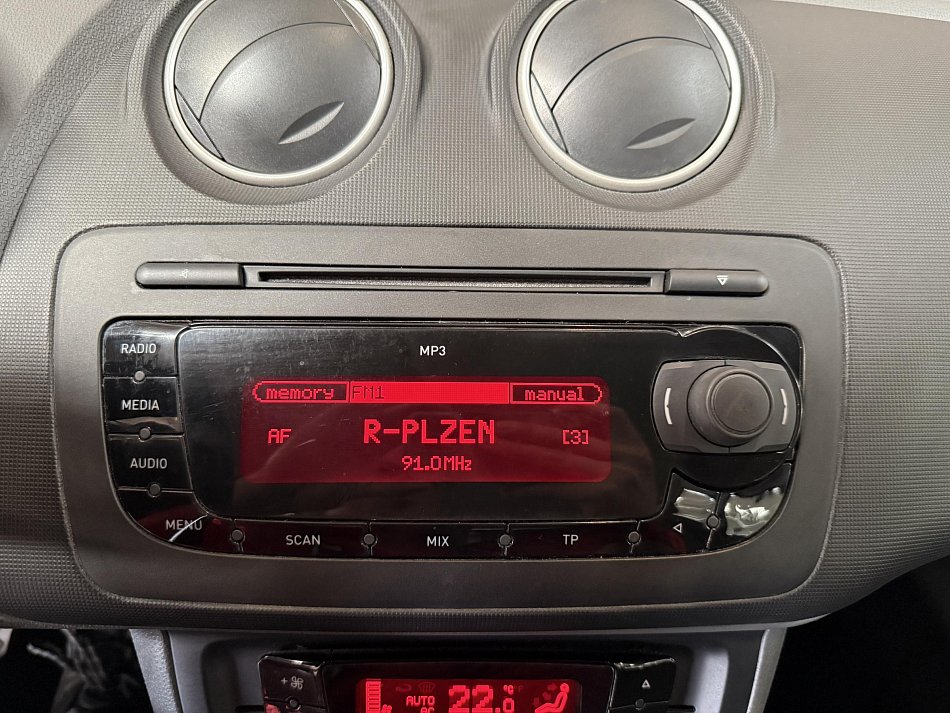 RADIO
MP3
MEDIA
memory FM1 manual
AF R-PLZEN [3]
91.0MHz
AUDIO
MENU
SCAN MIX TP
AUTO 22.0 °C
AC